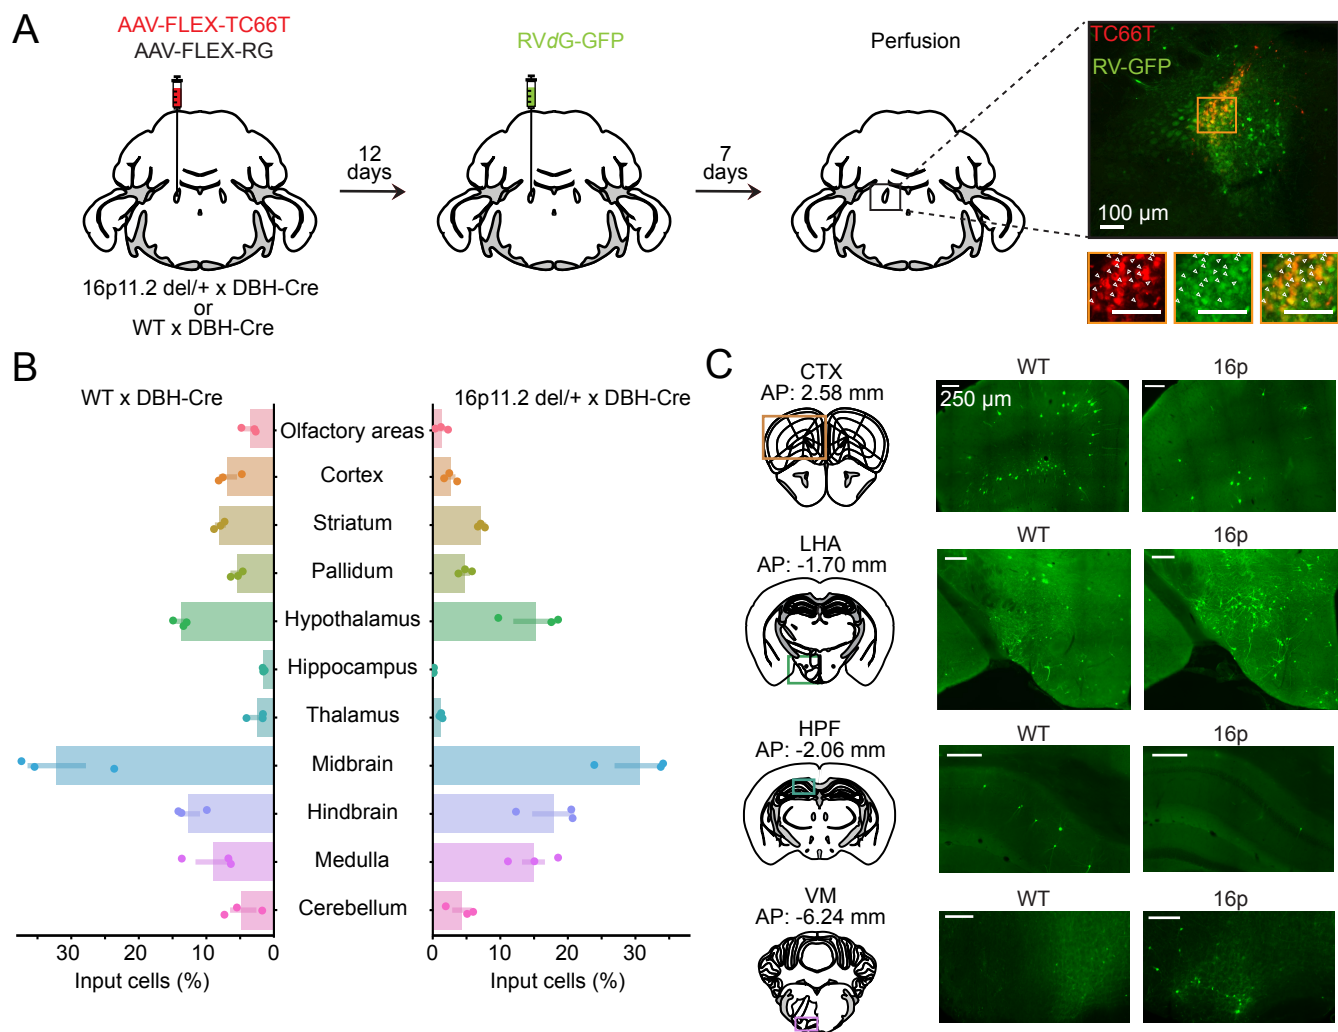 A
AAV-FLEX-TC66T
AAV-FLEX-RG
RVdG-GFP
Perfusion
TC66T
RV-GFP
12
days
7
days
100 µm
16p11.2 del/+ x DBH-Cre
or
WT x DBH-Cre
B
WT x DBH-Cre
16p11.2 del/+ x DBH-Cre
Olfactory areas
Cortex
Striatum
Pallidum
Hypothalamus
Hippocampus
Thalamus
Midbrain
Hindbrain
Medulla
Cerebellum
30 20 10 0
0 10 20 30
Input cells (%)
Input cells (%)
C
CTX
AP: 2.58 mm
WT
16p
250 µm
LHA
AP: -1.70 mm
WT
16p
HPF
AP: -2.06 mm
WT
16p
VM
AP: -6.24 mm
WT
16p